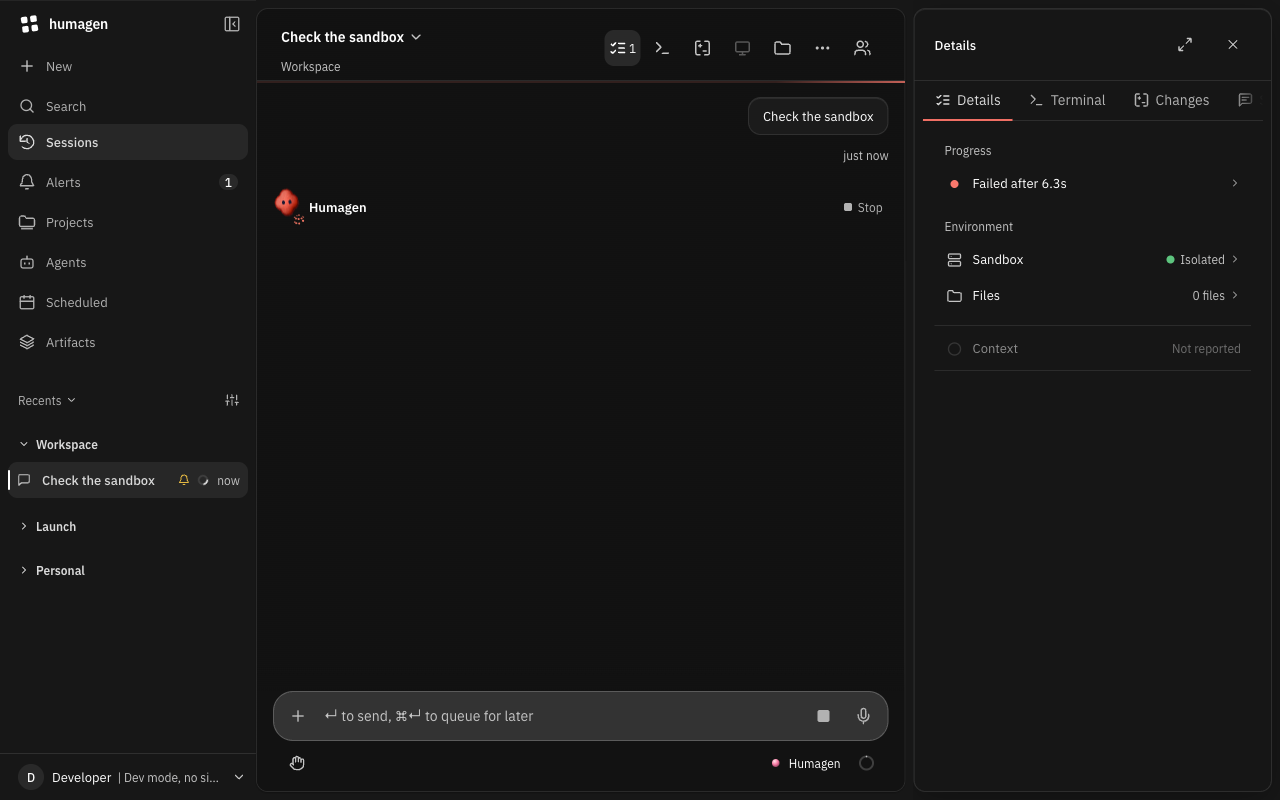 humagen
New
Search
Sessions
Alerts
1
Projects
Agents
Scheduled
Artifacts
Recents
Workspace
Check the sandbox
now
Launch
Personal
D
Developer | Dev mode, no si...
Check the sandbox
Workspace
1
Check the sandbox
just now
Humagen
Stop
↵ to send, ⌘↵ to queue for later
Humagen
Details
Details
Terminal
Changes
Progress
Failed after 6.3s
Environment
Sandbox
Isolated
Files
0 files
Context
Not reported